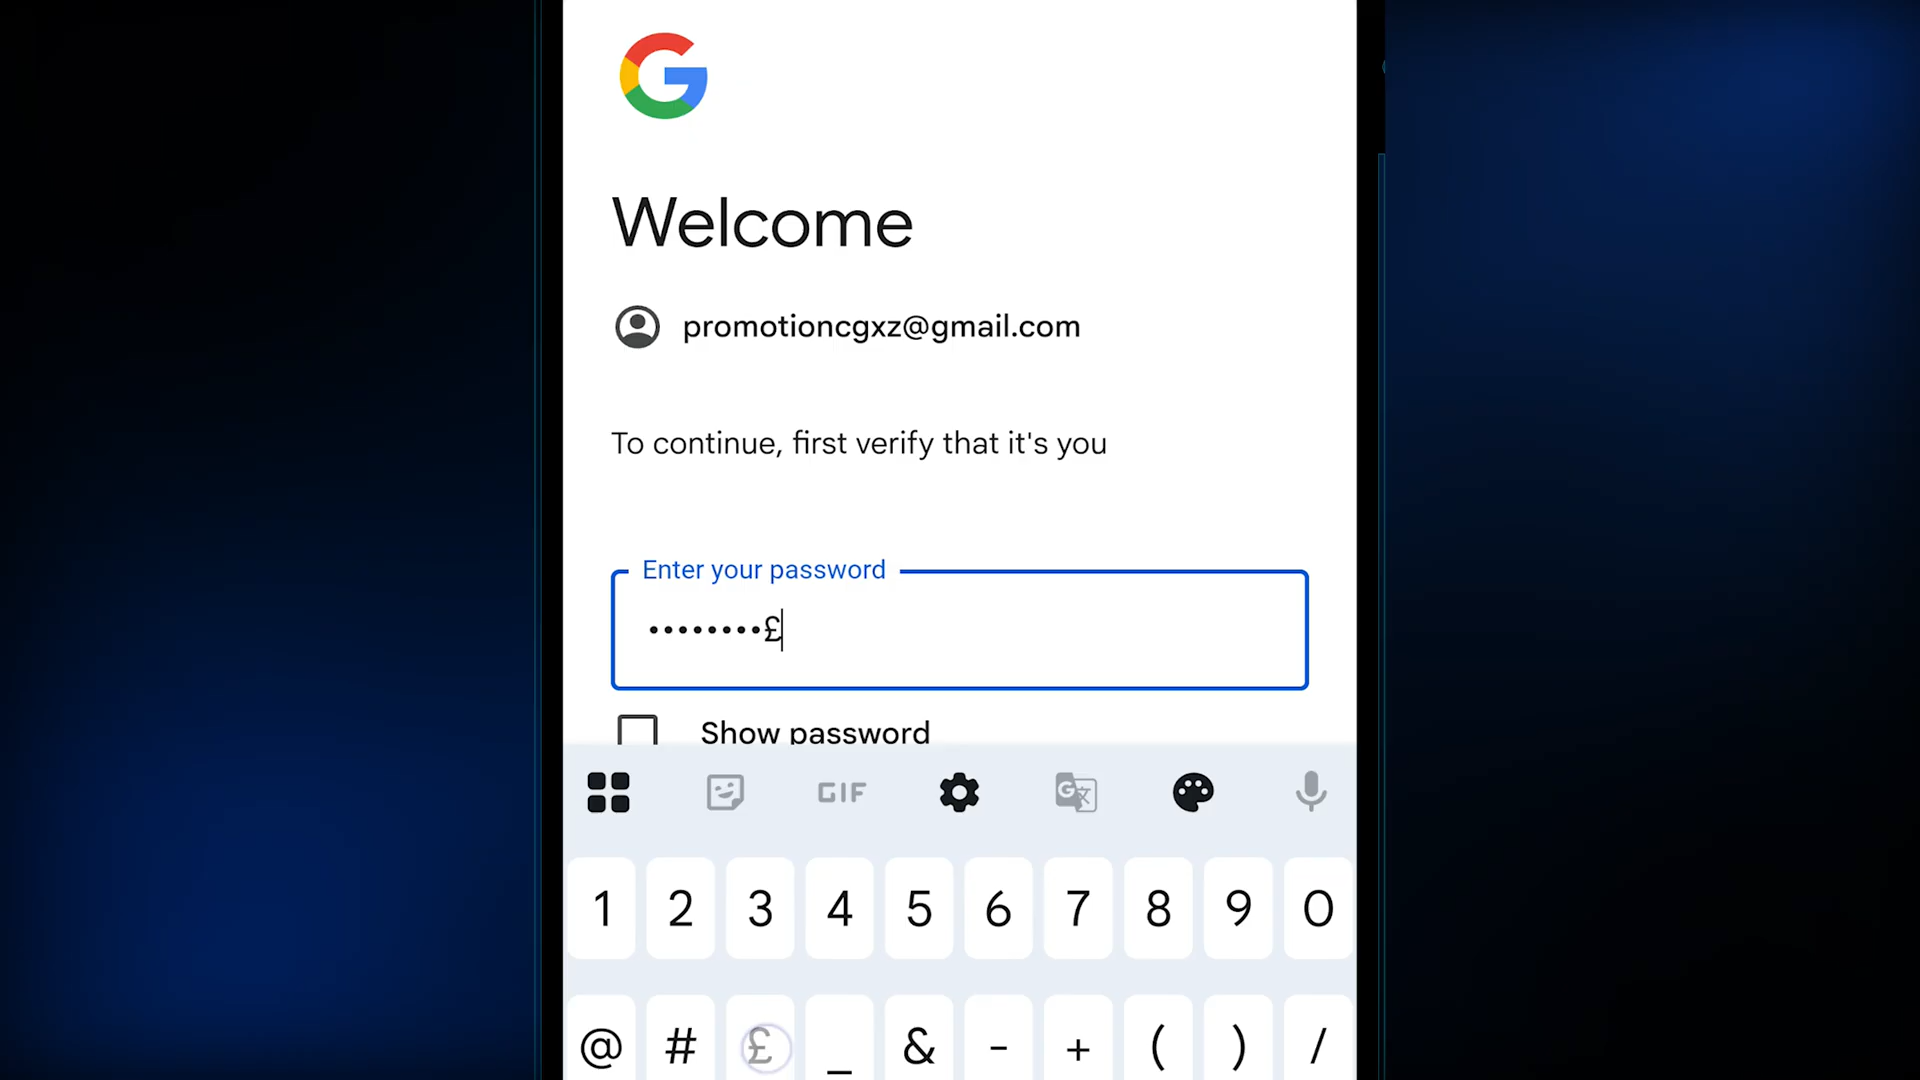 Welcome
promotioncgxz@gmail.com
To continue, first verify that it's you
Enter your password
••••••••£
Show password
GIF
1 2 3 4 5 6 7 8 9 0
@ # £ _ & - + ( ) /